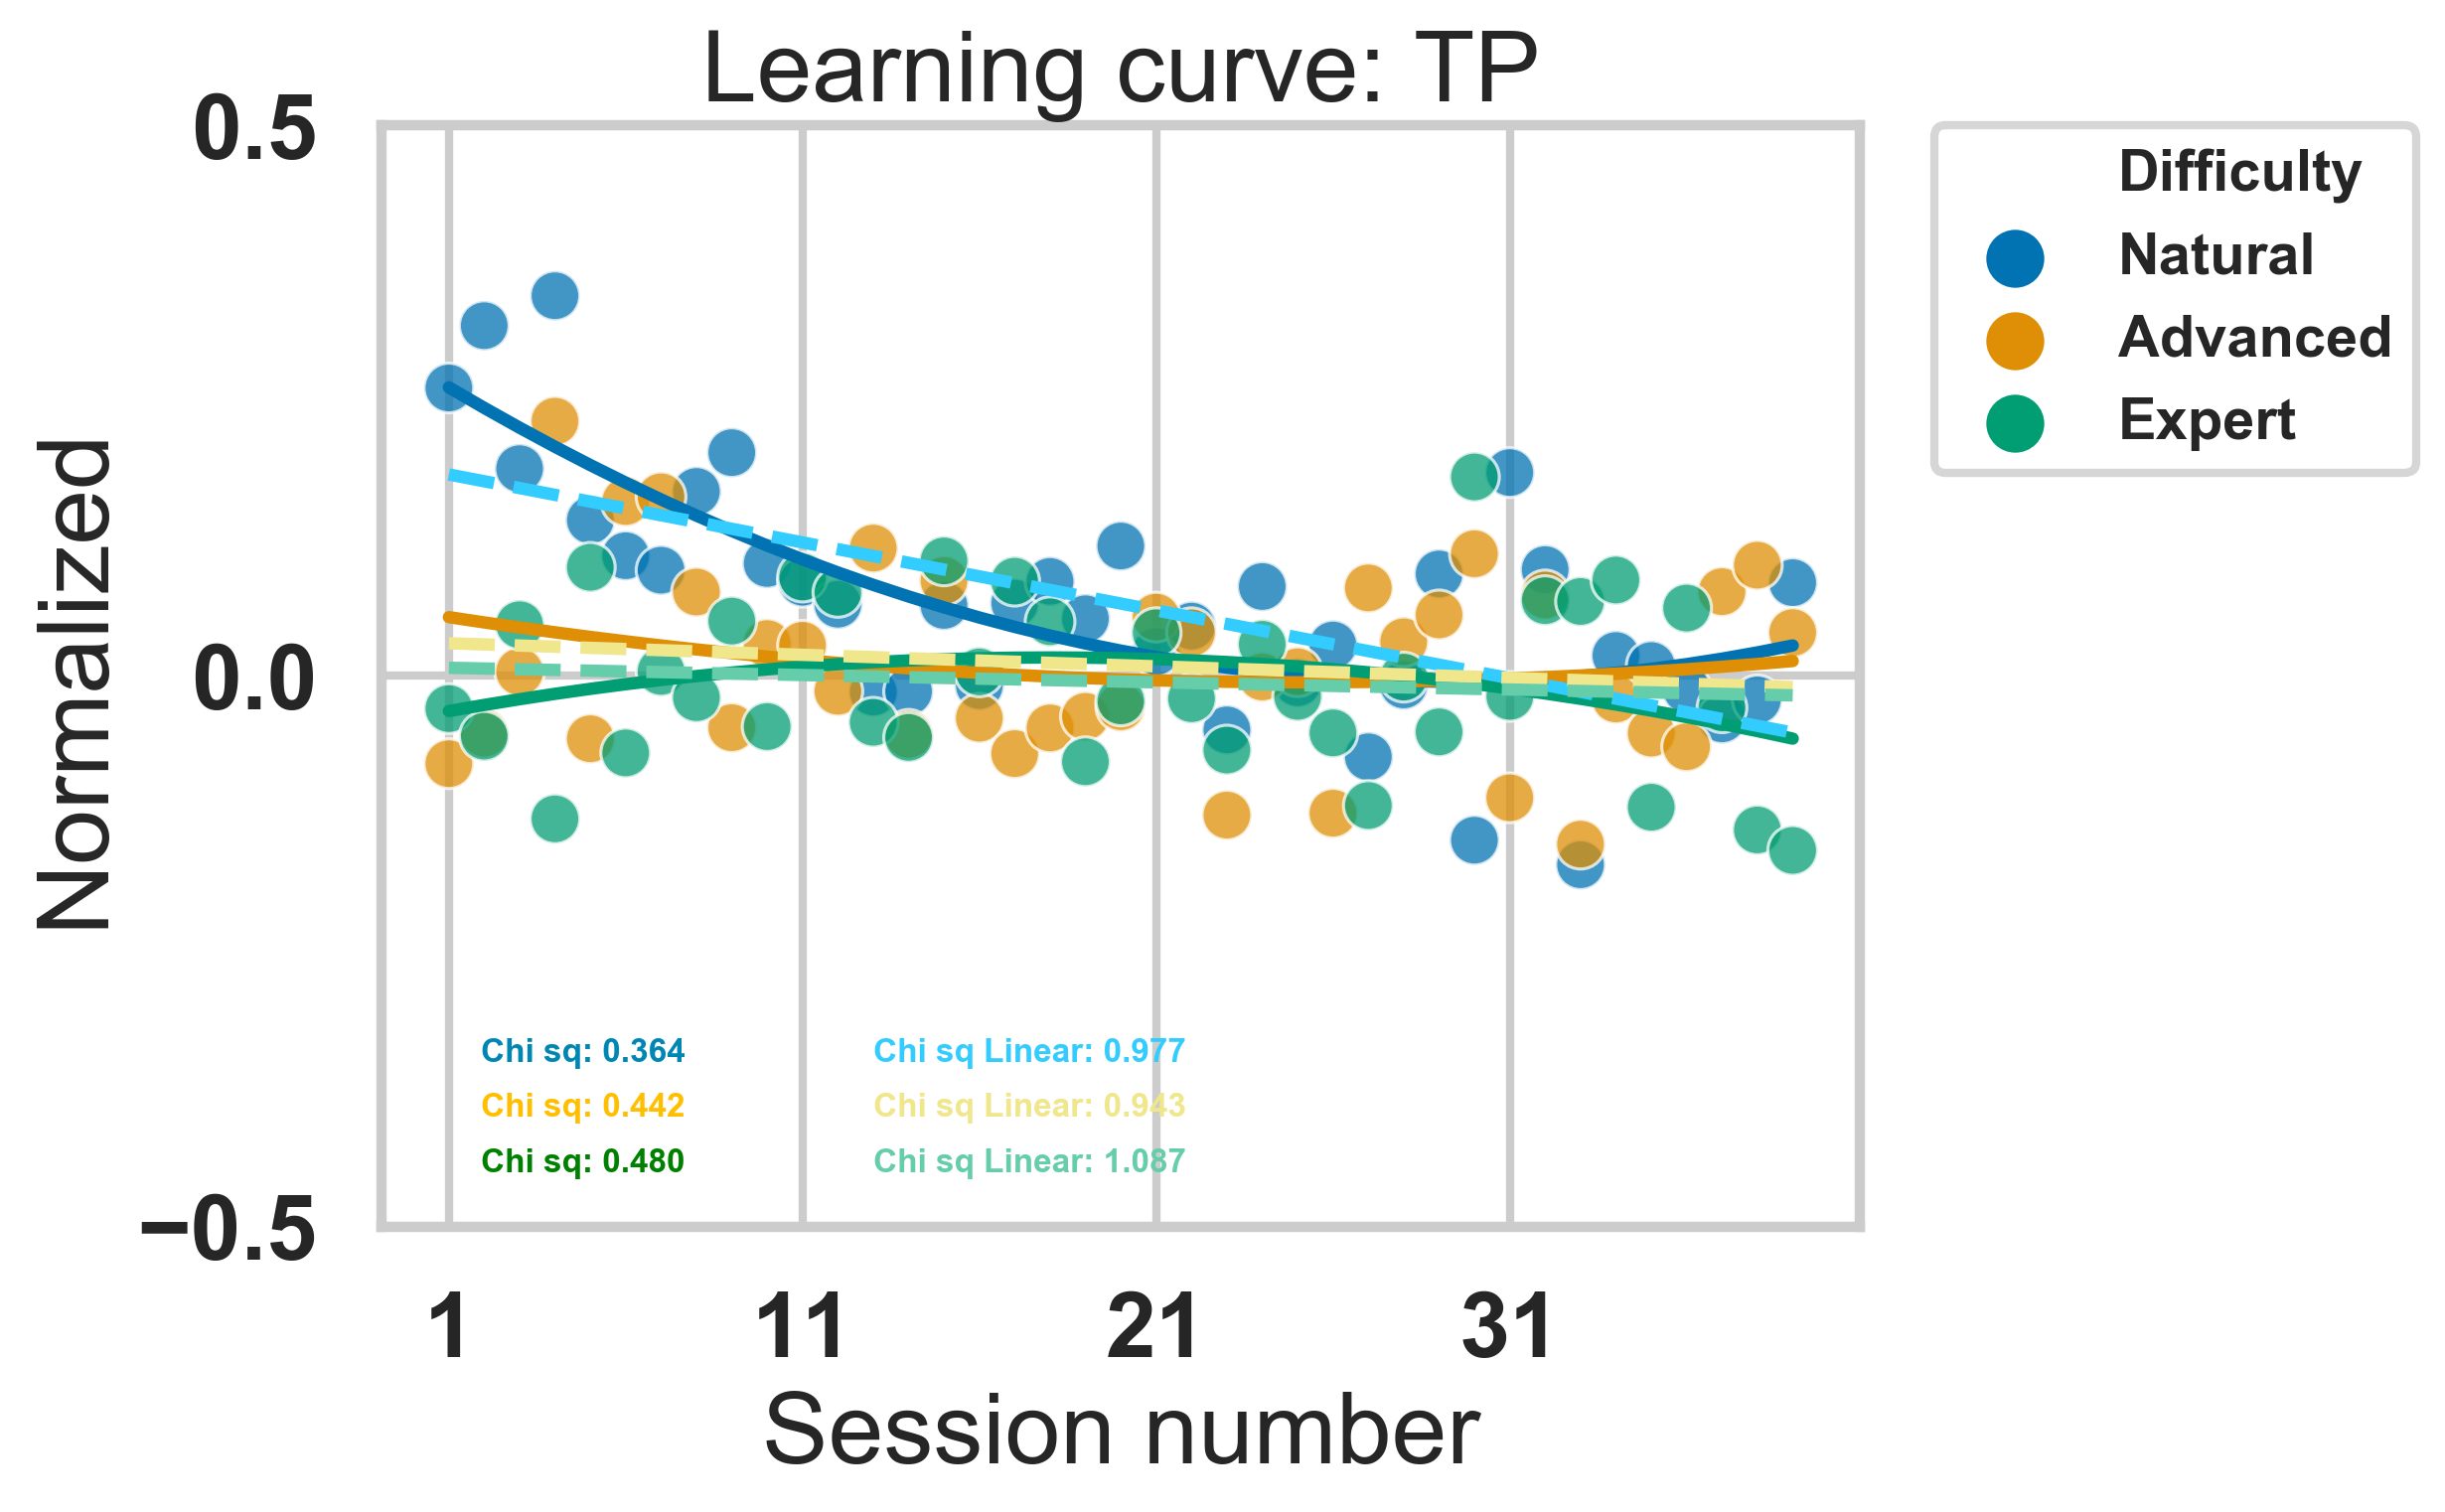 Learning curve: TP
0.5
0.0
−0.5
Normalized
1 11 21 31
Session number
Difficulty
Natural
Advanced
Expert
Chi sq: 0.364 Chi sq Linear: 0.977
Chi sq: 0.442 Chi sq Linear: 0.943
Chi sq: 0.480 Chi sq Linear: 1.087